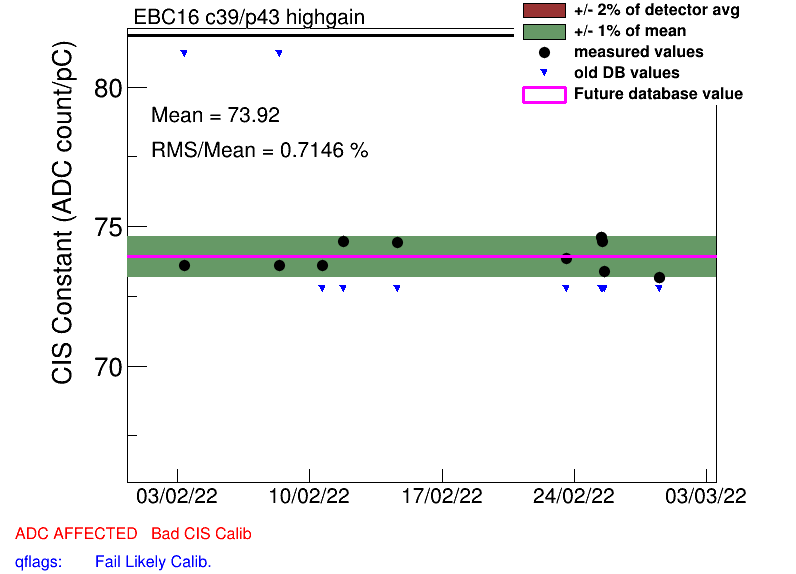 EBC16 c39/p43 highgain
+/- 2% of detector avg
+/- 1% of mean
measured values
old DB values
Future database value
Mean = 73.92
RMS/Mean = 0.7146 %
CIS Constant (ADC count/pC)
80
75
70
03/02/22 10/02/22 17/02/22 24/02/22 03/03/22
ADC AFFECTED Bad CIS Calib
qflags: Fail Likely Calib.